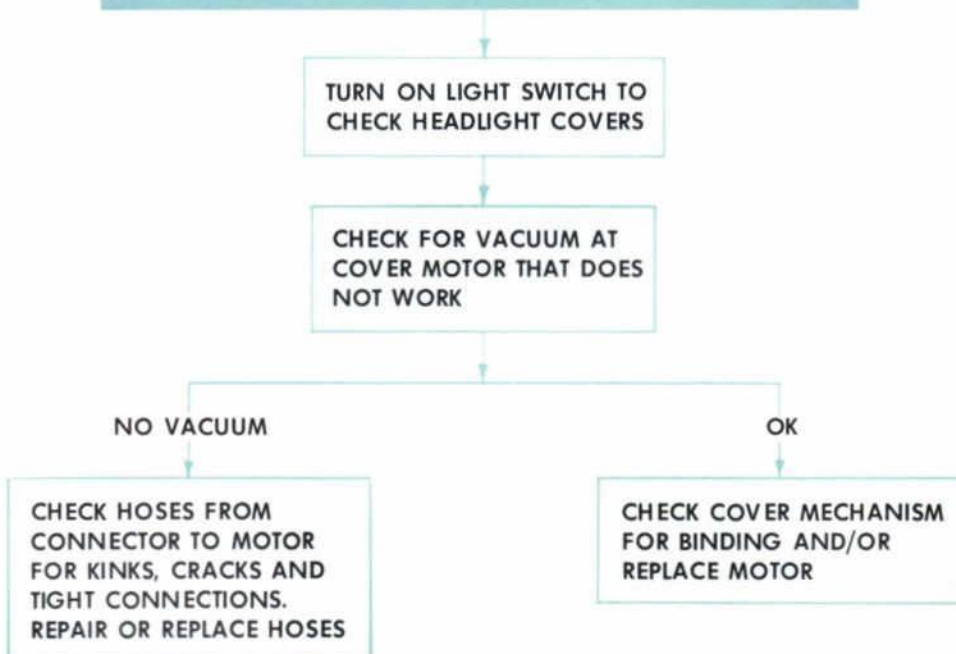 TURN ON LIGHT SWITCH TO
CHECK HEADLIGHT COVERS
CHECK FOR VACUUM AT
COVER MOTOR THAT DOES
NOT WORK
NO VACUUM
OK
CHECK HOSES FROM
CONNECTOR TO MOTOR
FOR KINKS, CRACKS AND
TIGHT CONNECTIONS.
REPAIR OR REPLACE HOSES
CHECK COVER MECHANISM
FOR BINDING AND/OR
REPLACE MOTOR